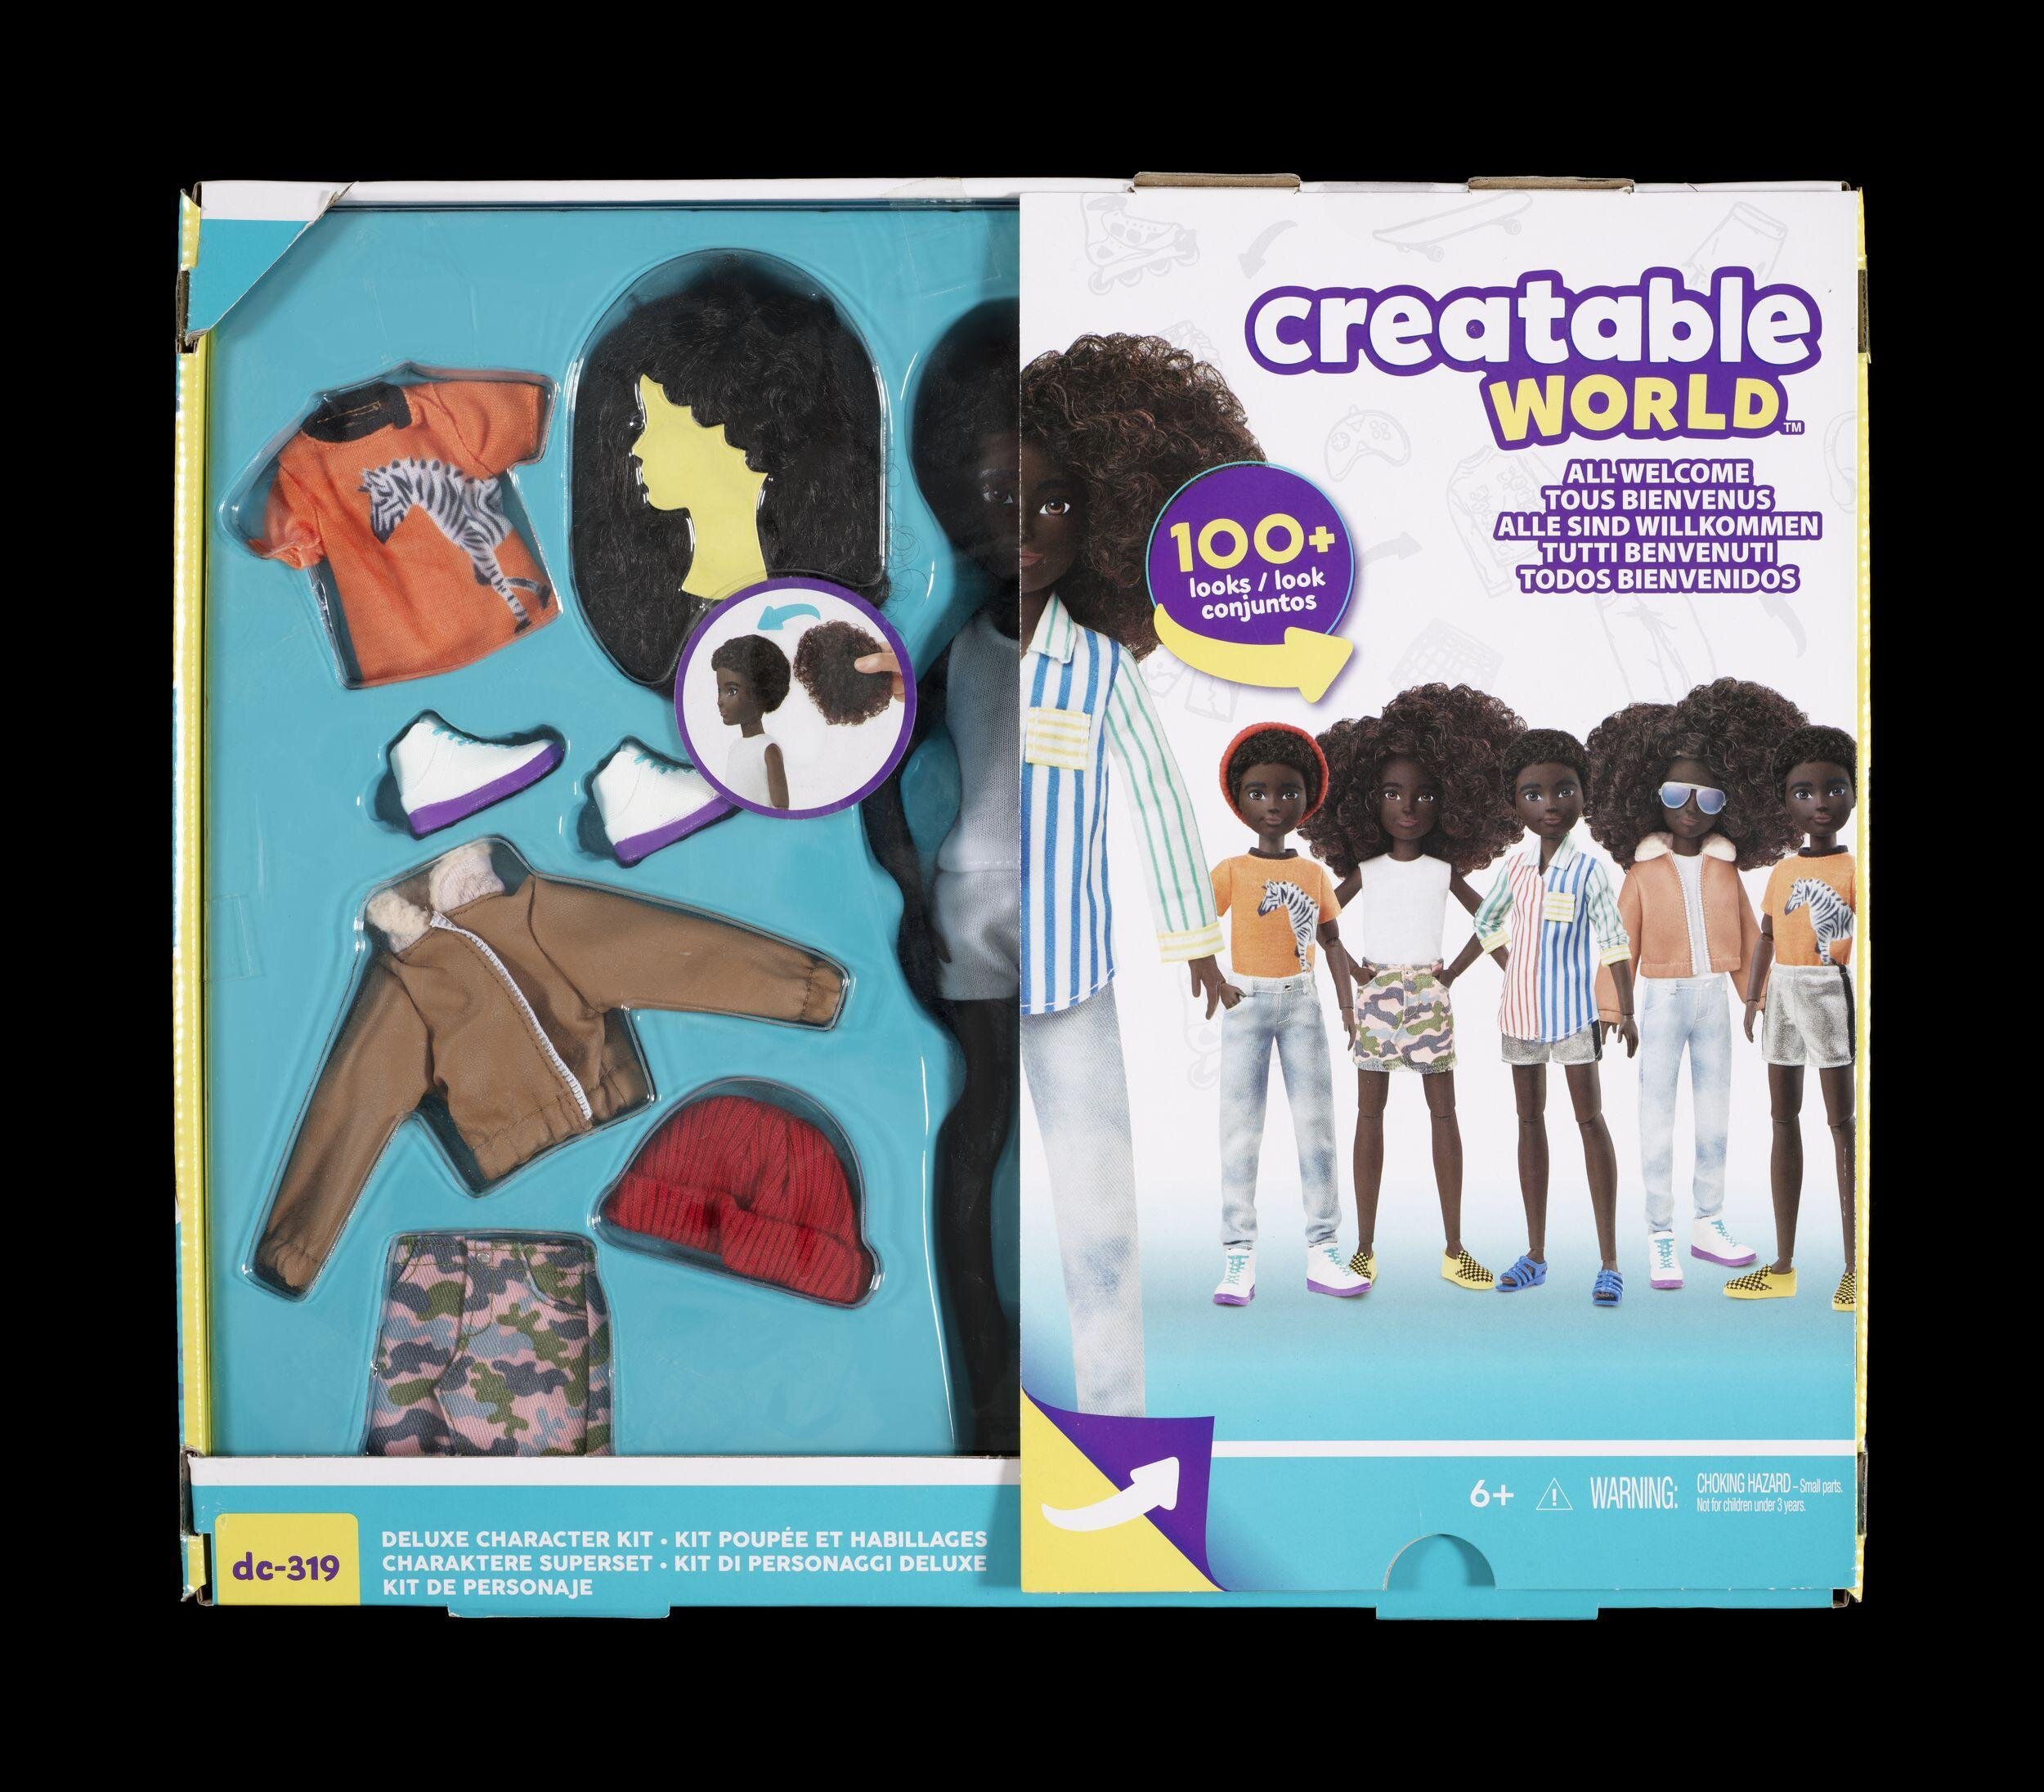 creatable
WORLD™
ALL WELCOME
TOUS BIENVENUS
ALLE SIND WILLKOMMEN
TUTTI BENVENUTI
TODOS BIENVENIDOS
100+
looks / look
conjuntos
dc-319
DELUXE CHARACTER KIT • KIT POUPÉE ET HABILLAGES
CHARAKTERE SUPERSET • KIT DI PERSONAGGI DELUXE
KIT DE PERSONAJE
6+
WARNING:
CHOKING HAZARD – Small parts.
Not for children under 3 years.